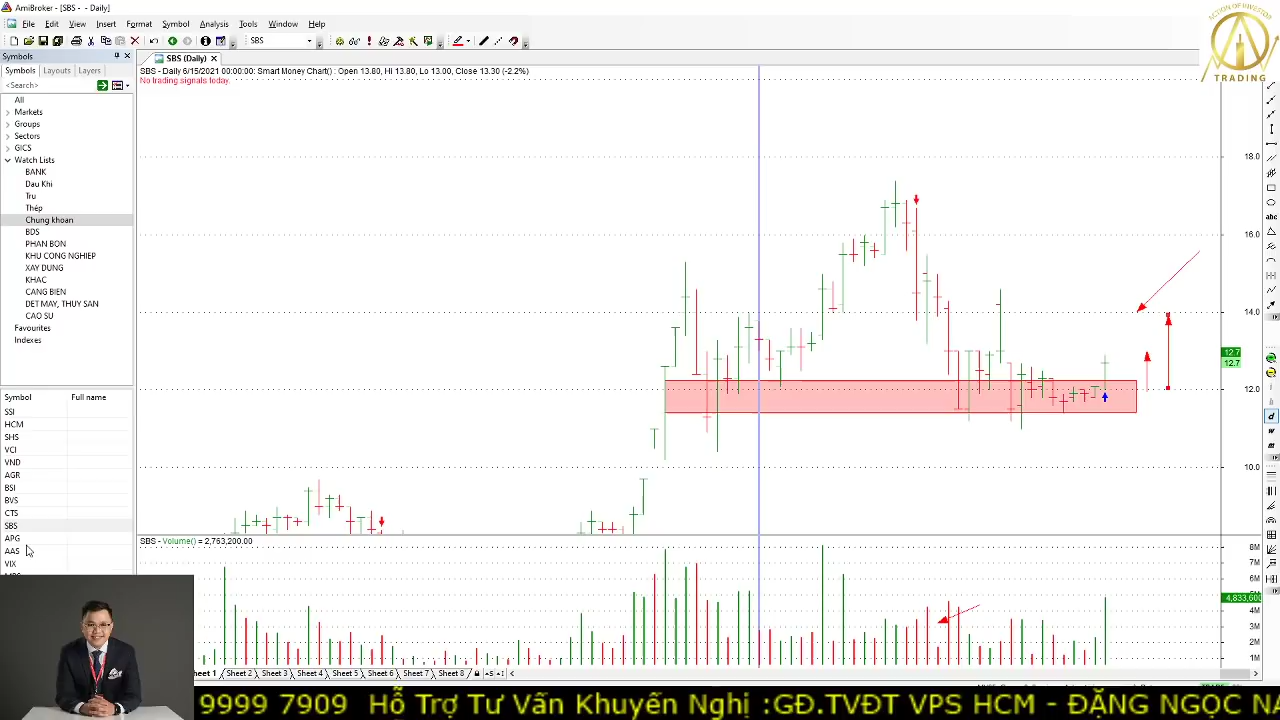 AmiBroker - [SBS - - Daily]
File Edit View Insert Format Symbol Analysis Tools Window Help
SBS
Symbols
SBS (Daily)
Symbols Layouts Layers
SBS - Daily 6/15/2021 00:00:00: Smart Money Chart() : Open 13.80, Hi 13.80, Lo 13.00, Close 13.30 (-2.2%)
No trading signals today.
<Search>
All
Markets
Groups
Sectors
GICS
Watch Lists
BANK
Dau Khi
Tru
Thép
Chung khoan
BDS
PHAN BON
KHU CONG NGHIEP
XAY DUNG
KHAC
CANG BIEN
DET MAY, THUY SAN
CAO SU
Favourites
Indexes
Symbol Full name
SSI
HCM
SHS
VCI
VND
AGR
BSI
BVS
CTS
SBS
APG
AAS
VIX
18.0
16.0
14.0
12.7
12.7
12.0
10.0
SBS - Volume() = 2,763,200.00
8M
7M
6M
4,833,600
4M
3M
2M
1M
heet 1 Sheet 2 Sheet 3 Sheet 4 Sheet 5 Sheet 6 Sheet 7 Sheet 8
abc
d
w
m
ACTION OF INVESTOR
TRADING
9999 7909 Hỗ Trợ Tư Vấn Khuyến Nghị :GĐ.TVĐT VPS HCM - ĐẶNG NGỌC